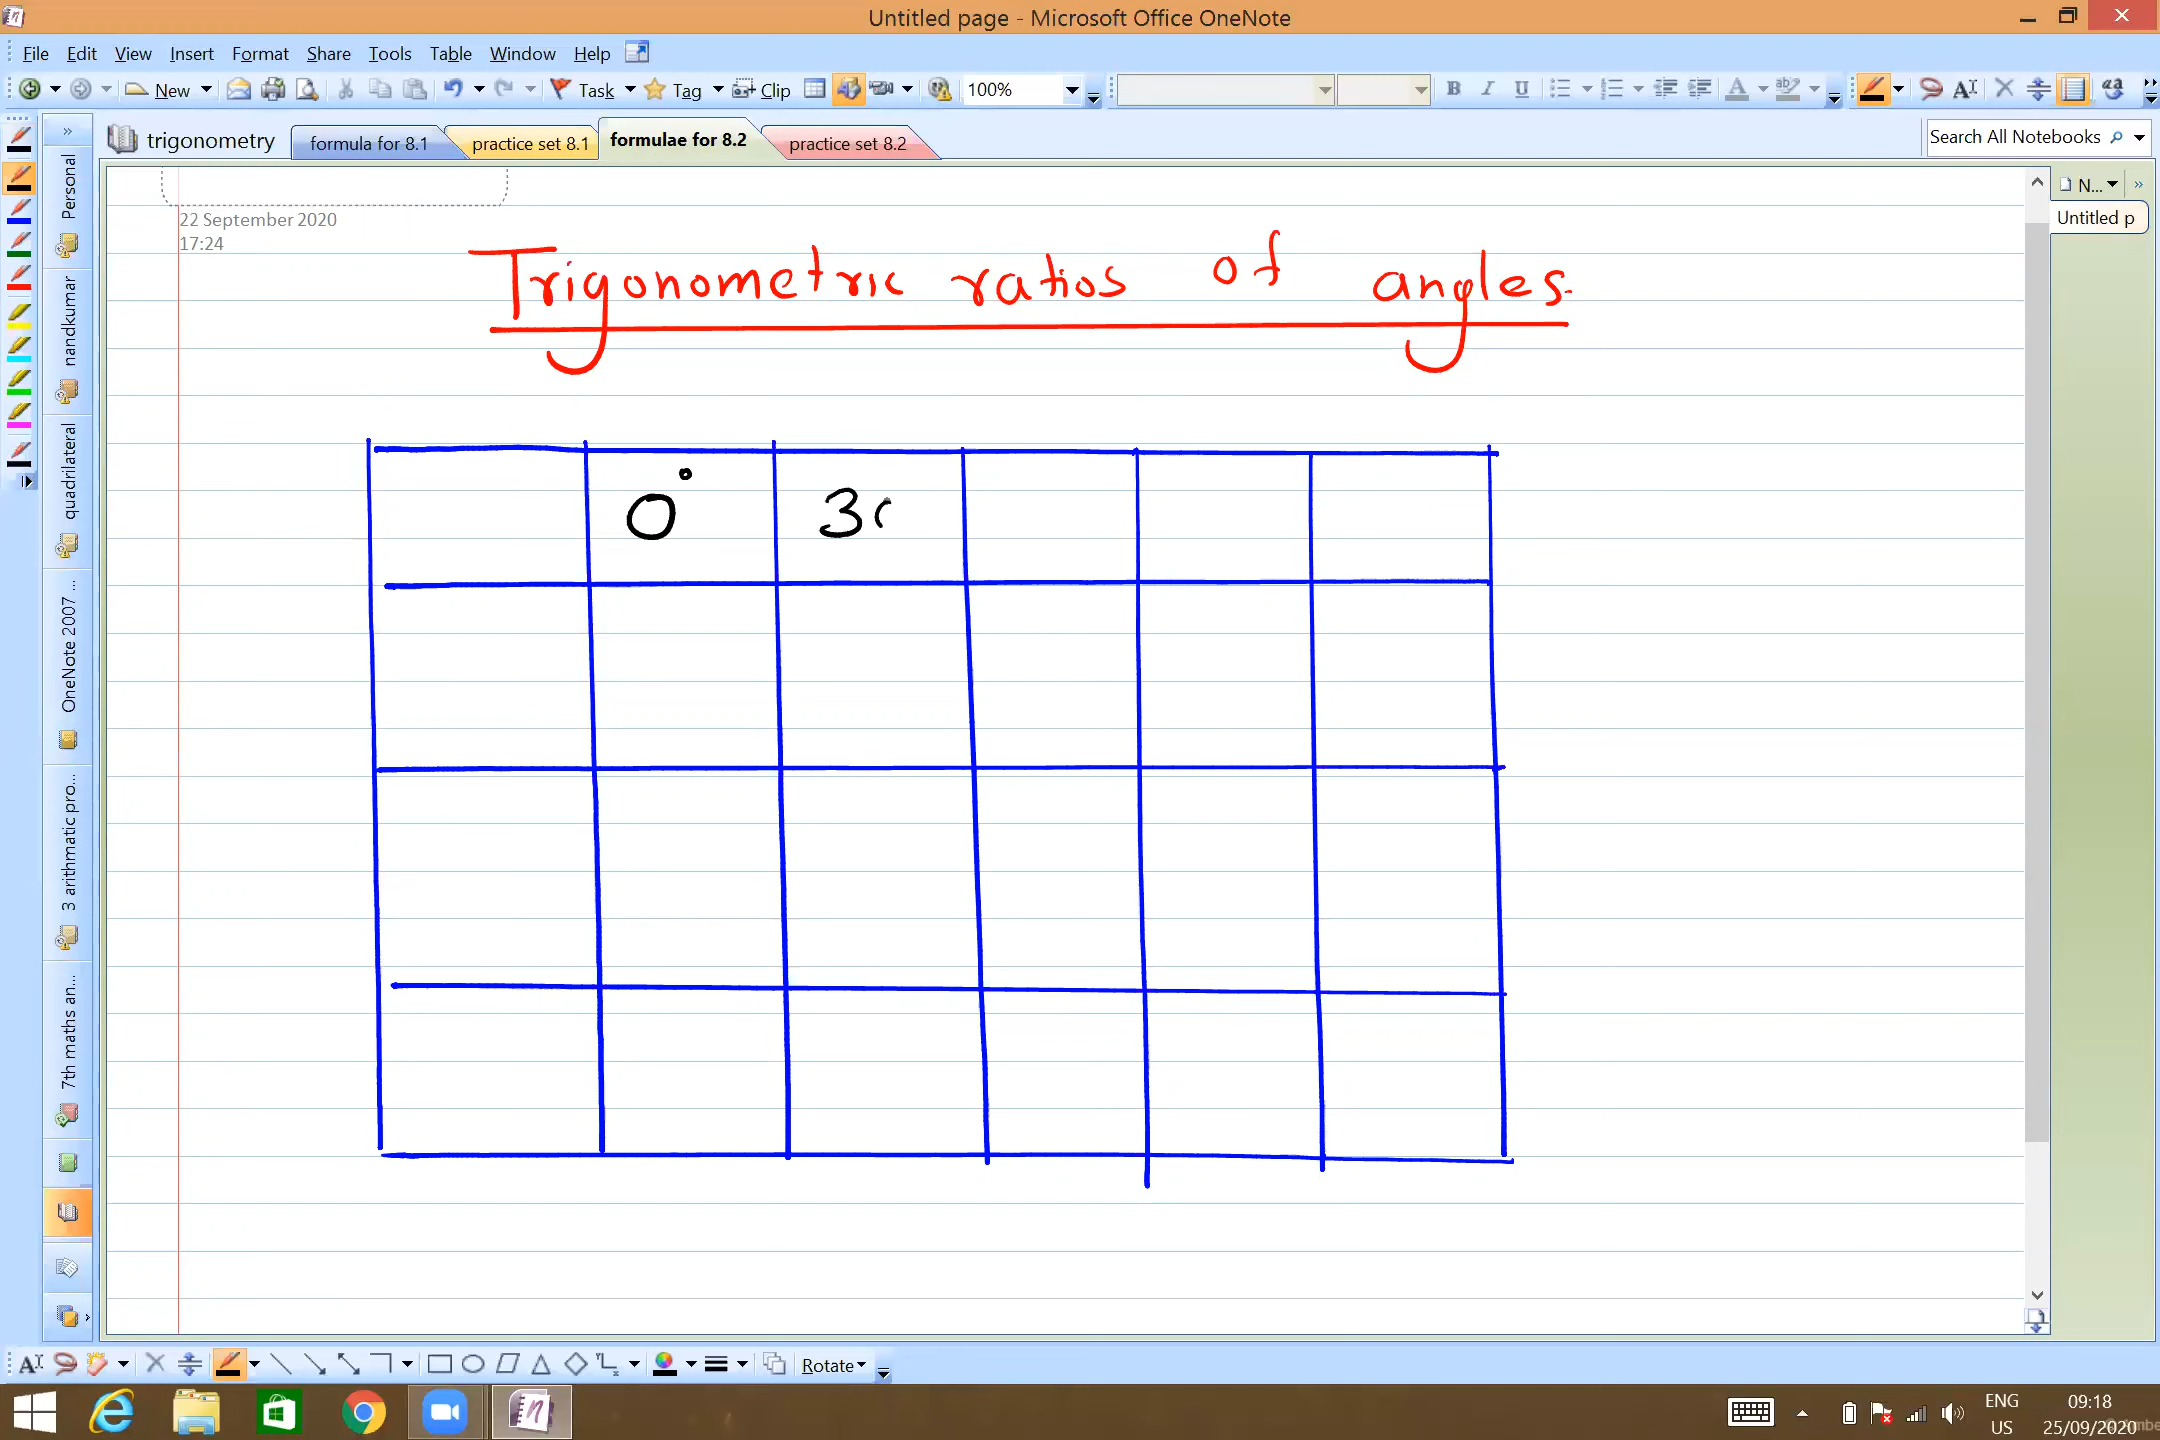 Untitled page - Microsoft Office OneNote
File Edit View Insert Format Share Tools Table Window Help
New Task Tag Clip 100% B I U
trigonometry formula for 8.1 practice set 8.1 formulae for 8.2 practice set 8.2 Search All Notebooks
N...
Untitled p
Personal
nandkumar
quadrilateral
OneNote 2007 ...
3 arithmatic pro...
7th maths an...
22 September 2020
17:24
Trigonometric ratios of angles.
0° 3
Rotate
ENG 09:18
US 25/09/2020